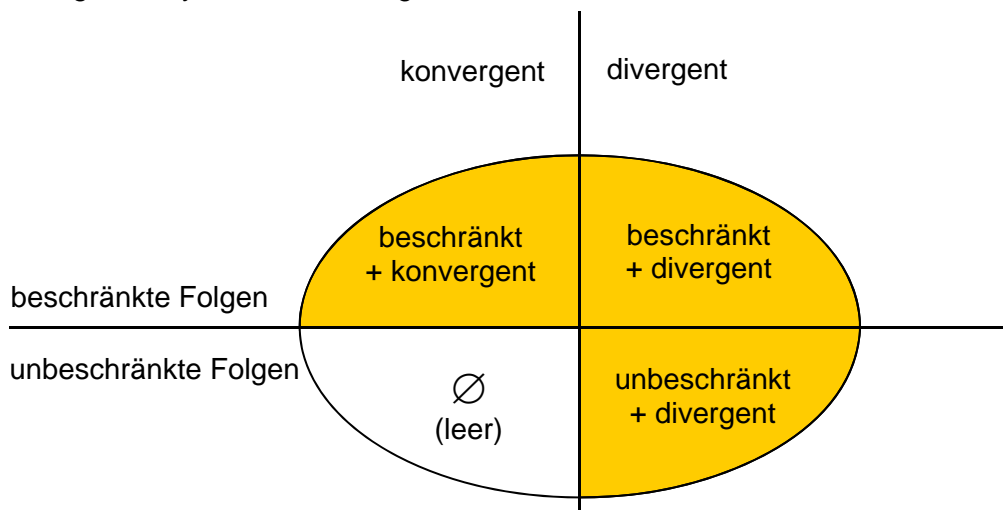 konvergent
divergent
beschränkt
+ konvergent
beschränkt
+ divergent
beschränkte Folgen
unbeschränkte Folgen
∅
(leer)
unbeschränkt
+ divergent